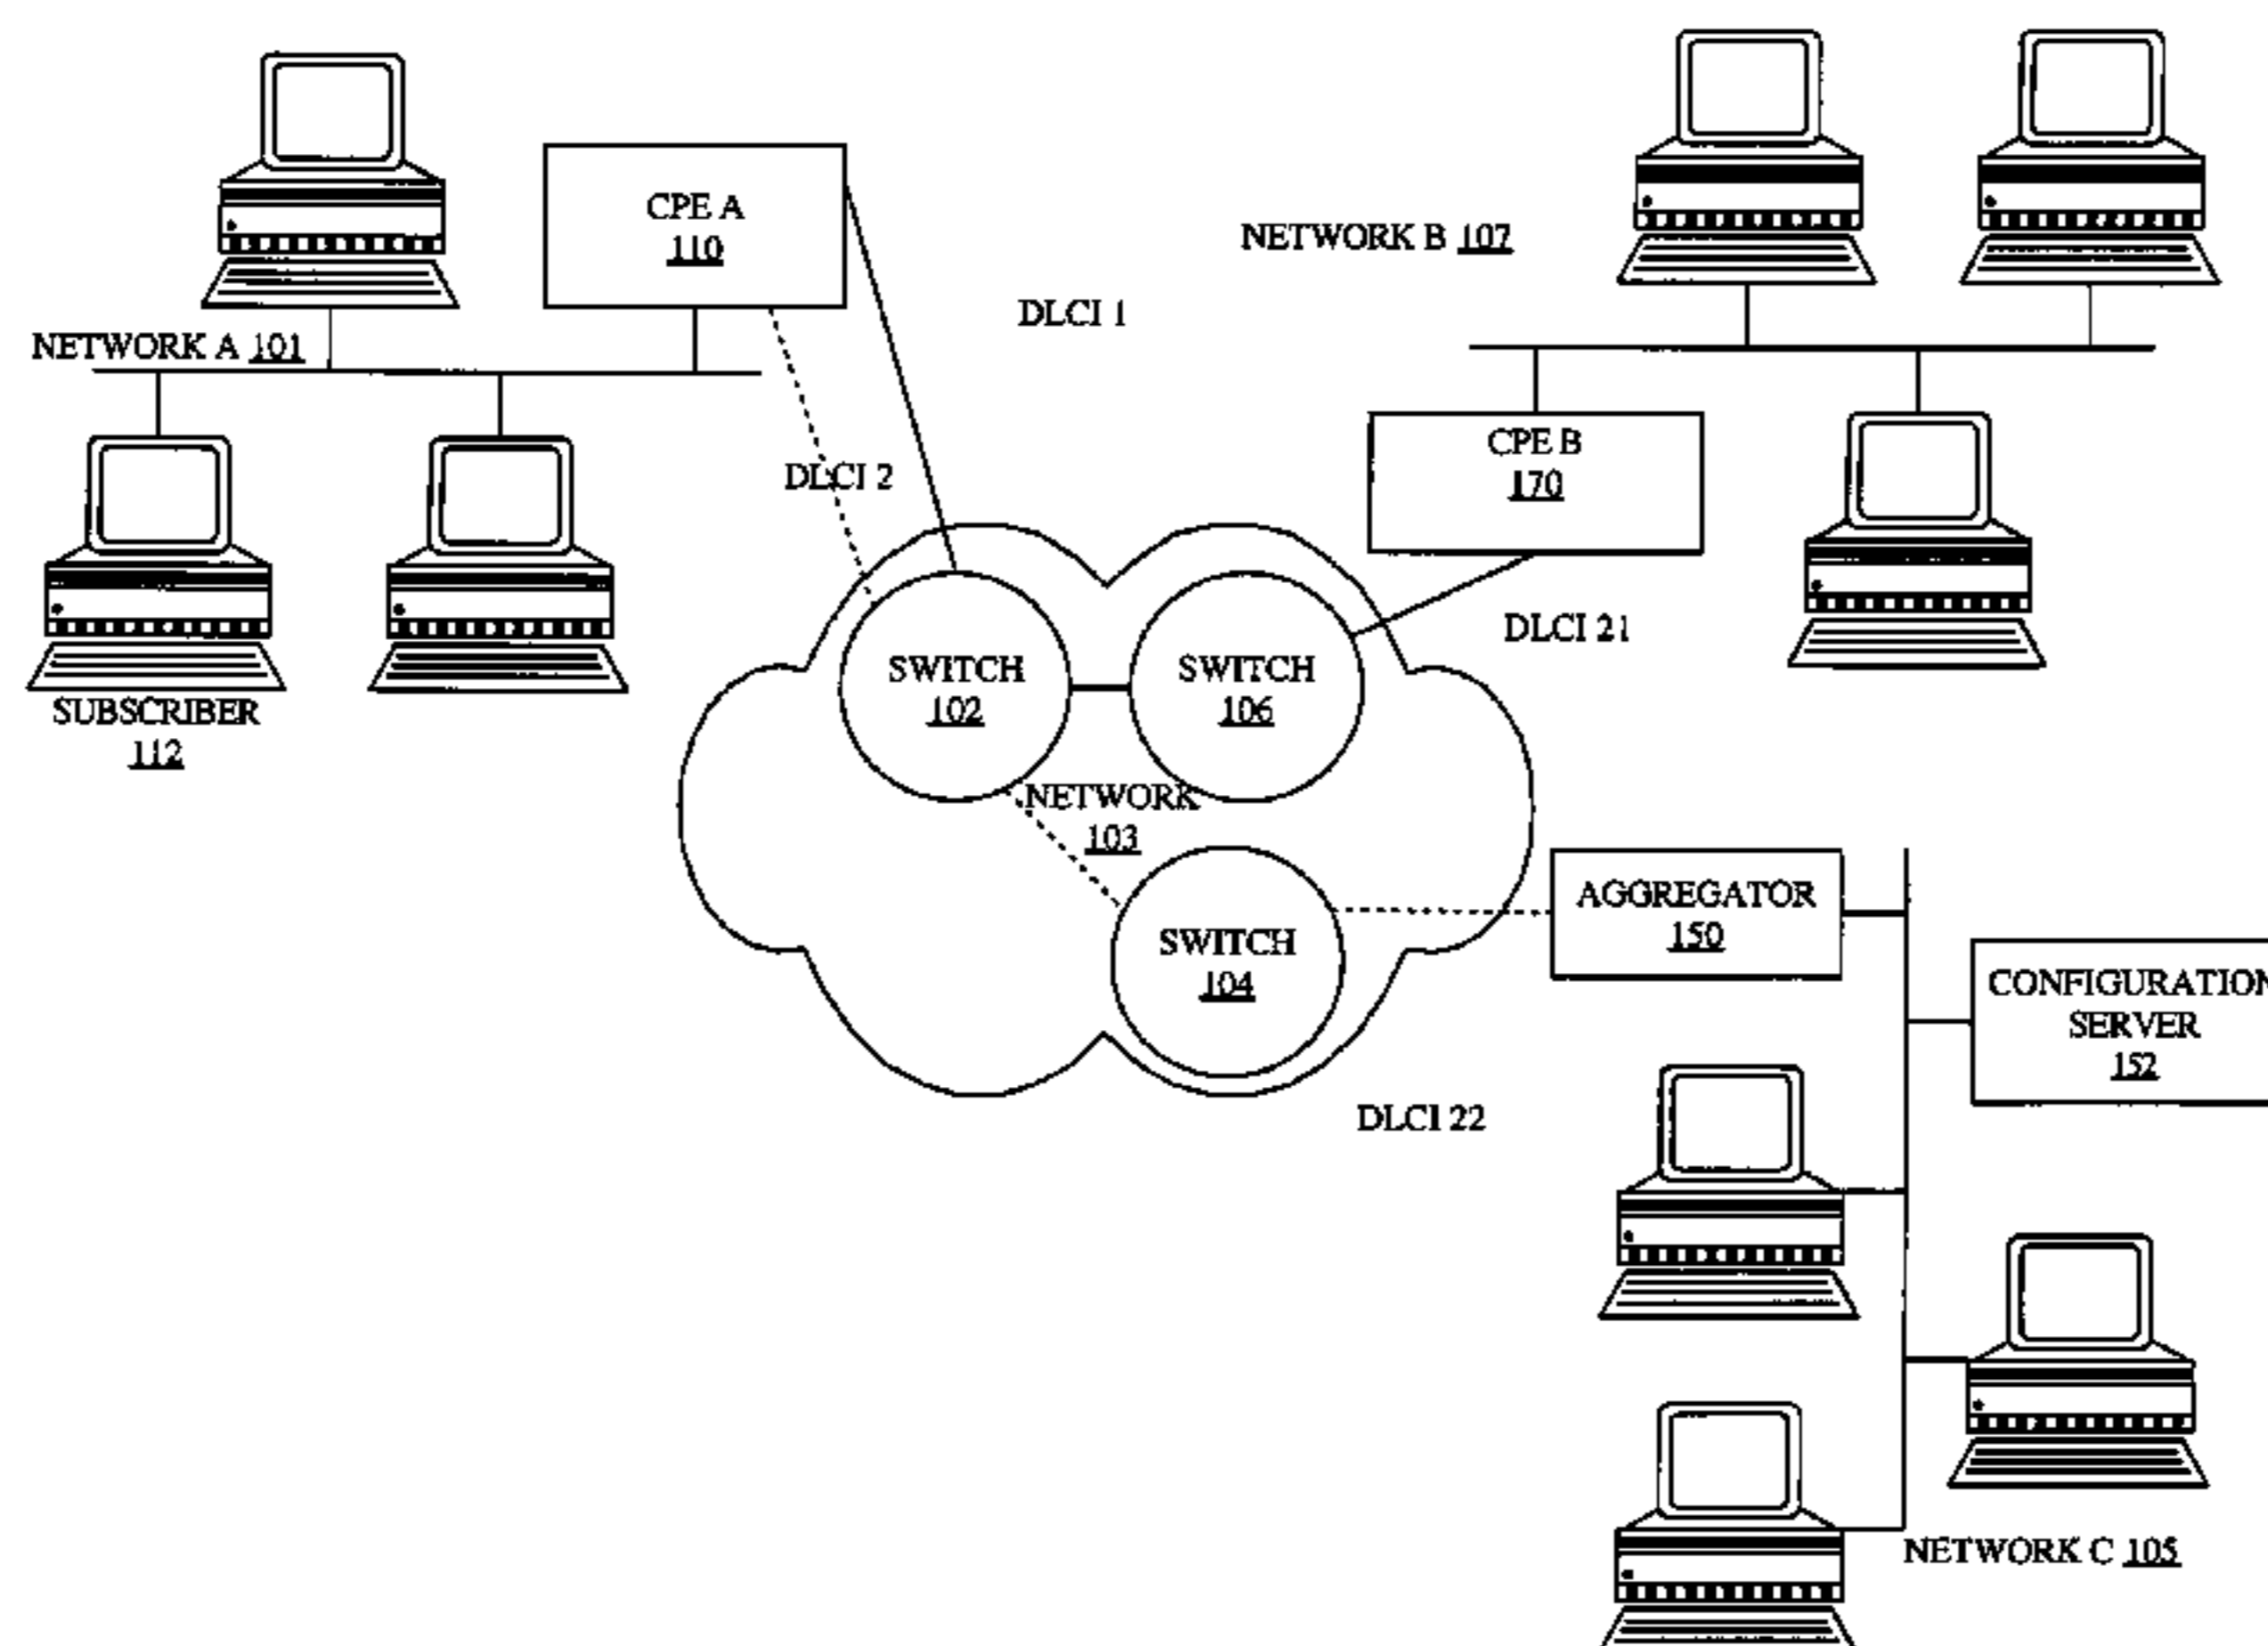 CPE A
110
NETWORK B 107
DLCI 1
NETWORK A 101
CPE B
170
DLCI 2
DLCI 21
SWITCH
102
SWITCH
106
SUBSCRIBER
112
NETWORK
103
AGGREGATOR
150
SWITCH
104
CONFIGURATION
SERVER
152
DLCI 22
NETWORK C 105